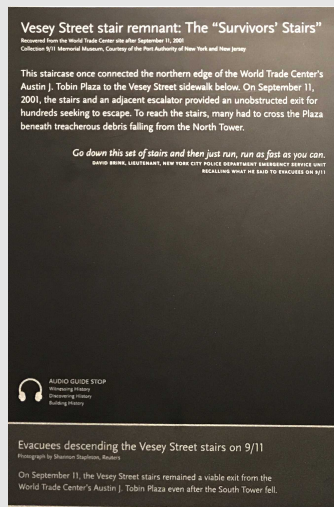 Vesey Street stair remnant: The “Survivors’ Stairs”
Recovered from the World Trade Center site after September 11, 2001
Collection 9/11 Memorial Museum, Courtesy of the Port Authority of New York and New Jersey
This staircase once connected the northern edge of the World Trade Center’s
Austin J. Tobin Plaza to the Vesey Street sidewalk below. On September 11,
2001, the stairs and an adjacent escalator provided an unobstructed exit for
hundreds seeking to escape. To reach the stairs, many had to cross the Plaza
beneath treacherous debris falling from the North Tower.
Go down this set of stairs and then just run, run as fast as you can.
DAVID BRINK, LIEUTENANT, NEW YORK CITY POLICE DEPARTMENT EMERGENCY SERVICE UNIT
RECALLING WHAT HE SAID TO EVACUEES ON 9/11
AUDIO GUIDE STOP
Witnessing History
Discovering History
Building History
Evacuees descending the Vesey Street stairs on 9/11
Photograph by Shannon Stapleton, Reuters
On September 11, the Vesey Street stairs remained a viable exit from the
World Trade Center’s Austin J. Tobin Plaza even after the South Tower fell.